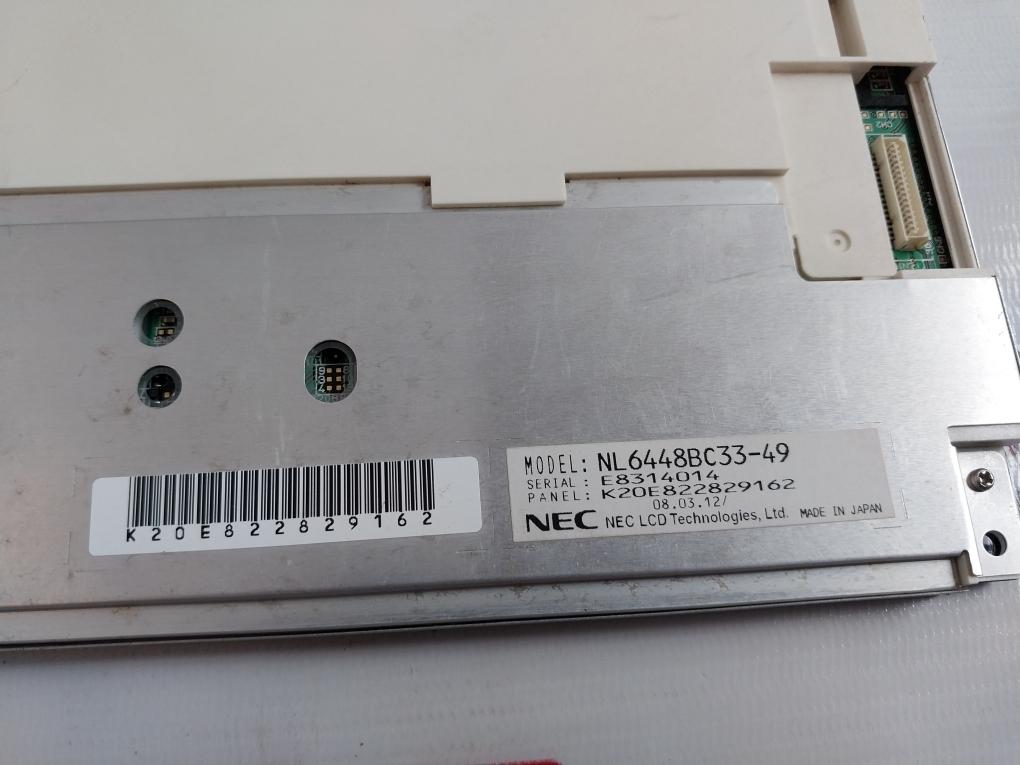 CN2
MODEL: NL6448BC33-49
SERIAL : E8314014
PANEL : K20E822829162
08.03.12/
NEC NEC LCD Technologies, Ltd. MADE IN JAPAN
K20E822829162